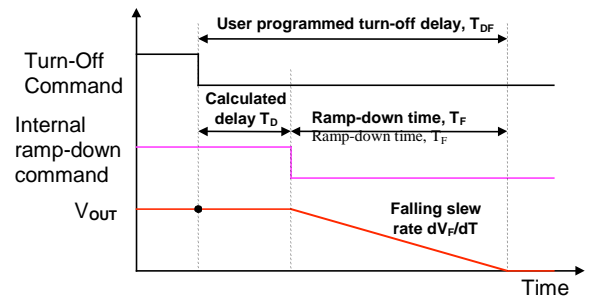 User programmed turn-off delay, TDF
Turn-Off
Command
Calculated
delay TD
Ramp-down time, TF
Ramp-down time, TF
Internal
ramp-down
command
VOUT
Falling slew
rate dVF/dT
Time